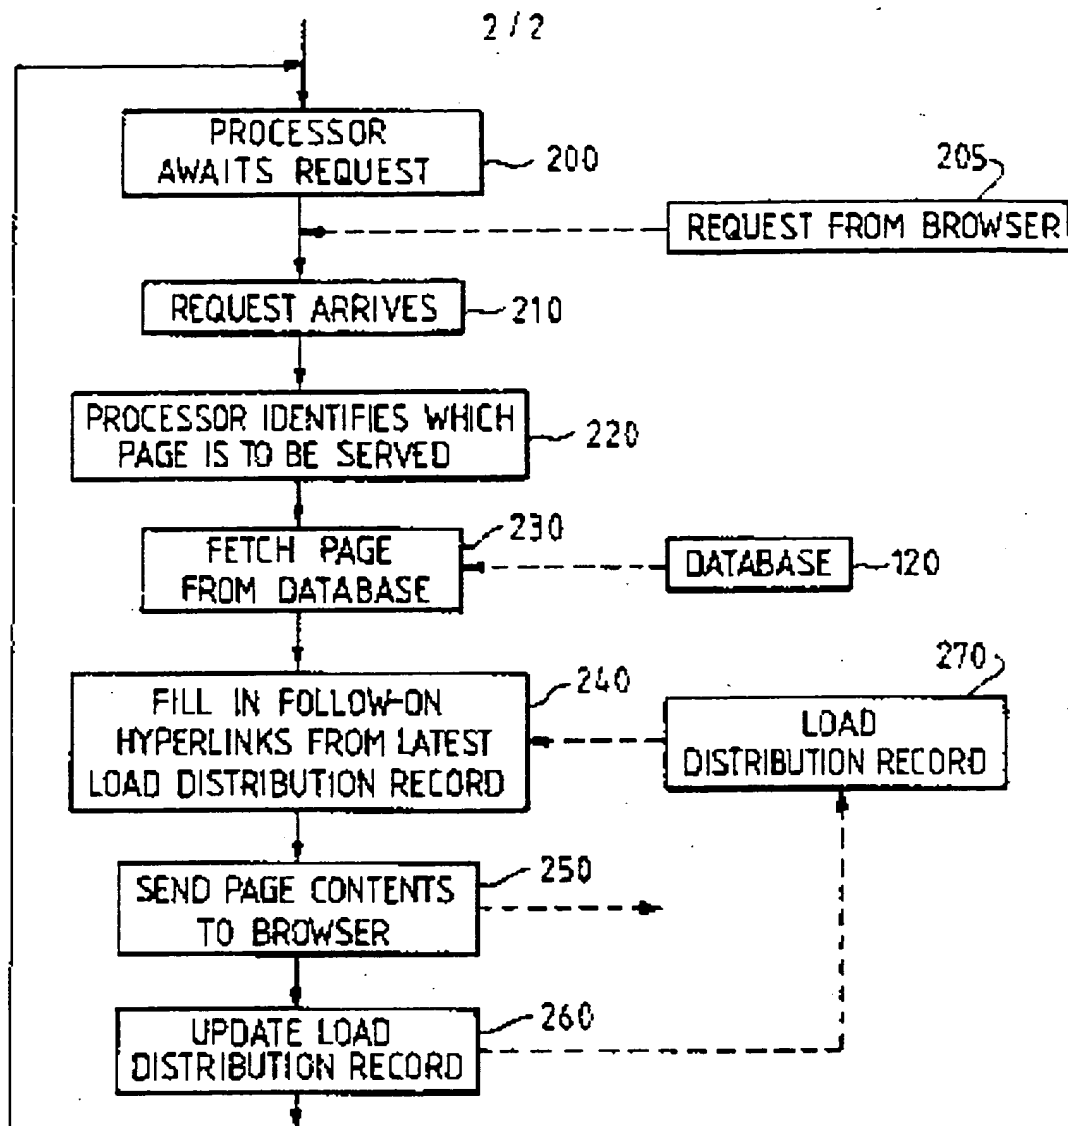 2/2
PROCESSOR
AWAITS REQUEST
200
205
REQUEST FROM BROWSER
REQUEST ARRIVES
210
PROCESSOR IDENTIFIES WHICH
PAGE IS TO BE SERVED
220
230
FETCH PAGE
FROM DATABASE
DATABASE
120
240
FILL IN FOLLOW-ON
HYPERLINKS FROM LATEST
LOAD DISTRIBUTION RECORD
270
LOAD
DISTRIBUTION RECORD
250
SEND PAGE CONTENTS
TO BROWSER
260
UPDATE LOAD
DISTRIBUTION RECORD